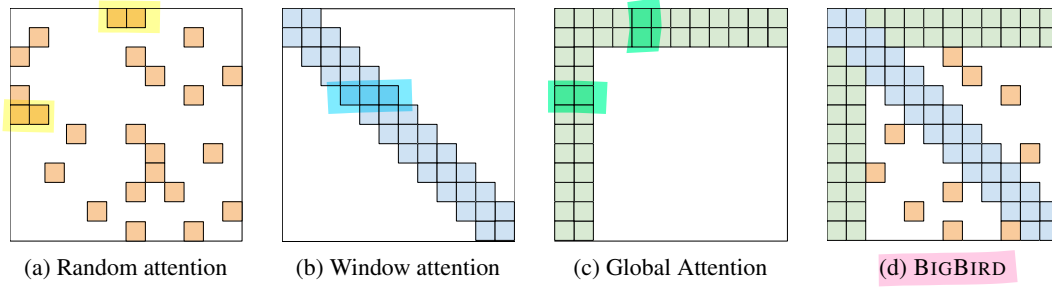 (a) Random attention
(b) Window attention
(c) Global Attention
(d) BIGBIRD